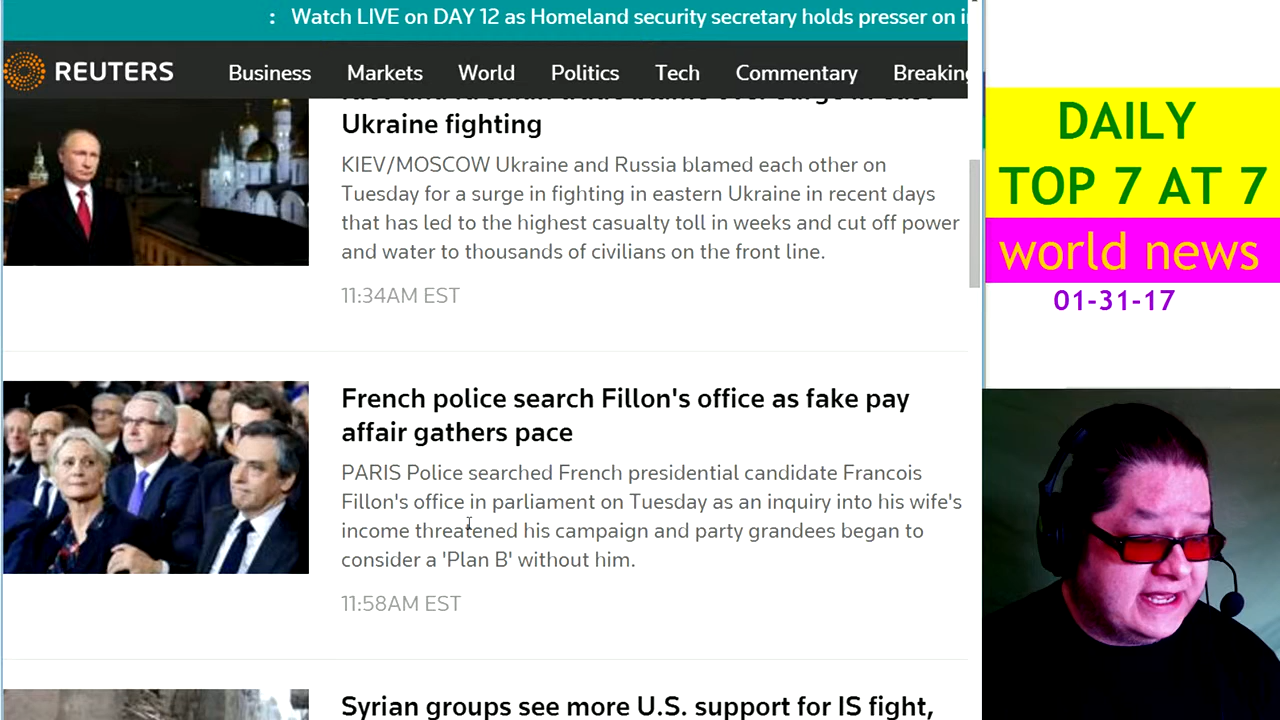 : Watch LIVE on DAY 12 as Homeland security secretary holds presser on
REUTERS Business Markets World Politics Tech Commentary Breaking
Ukraine fighting
KIEV/MOSCOW Ukraine and Russia blamed each other on
Tuesday for a surge in fighting in eastern Ukraine in recent days
that has led to the highest casualty toll in weeks and cut off power
and water to thousands of civilians on the front line.
11:34AM EST
French police search Fillon's office as fake pay
affair gathers pace
PARIS Police searched French presidential candidate Francois
Fillon's office in parliament on Tuesday as an inquiry into his wife's
income threatened his campaign and party grandees began to
consider a 'Plan B' without him.
11:58AM EST
Syrian groups see more U.S. support for IS fight,
DAILY
TOP 7 AT 7
world news
01-31-17